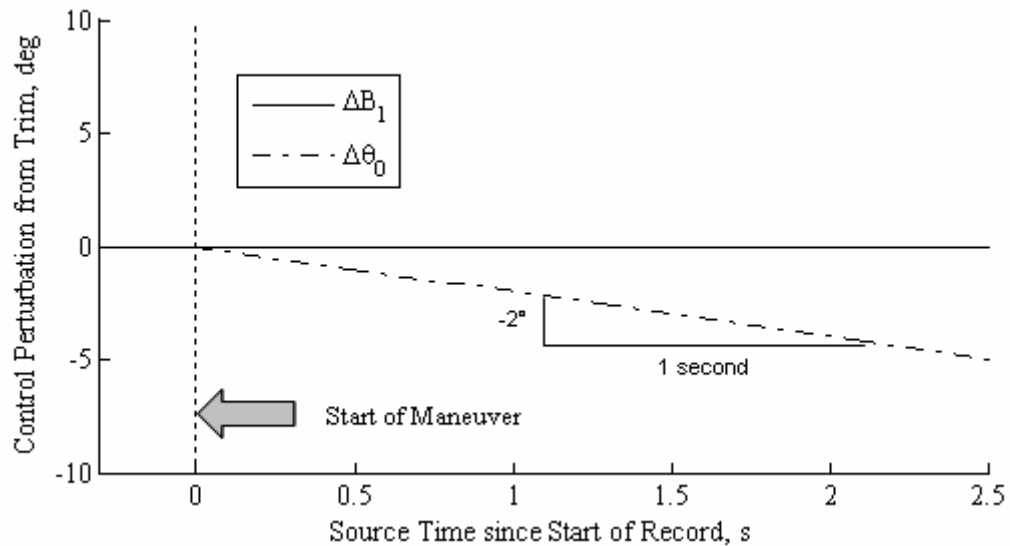 Control Perturbation from Trim, deg
10
5
0
-5
-10
ΔB1
Δθ0
-2°
1 second
Start of Maneuver
0
0.5
1
1.5
2
2.5
Source Time since Start of Record, s